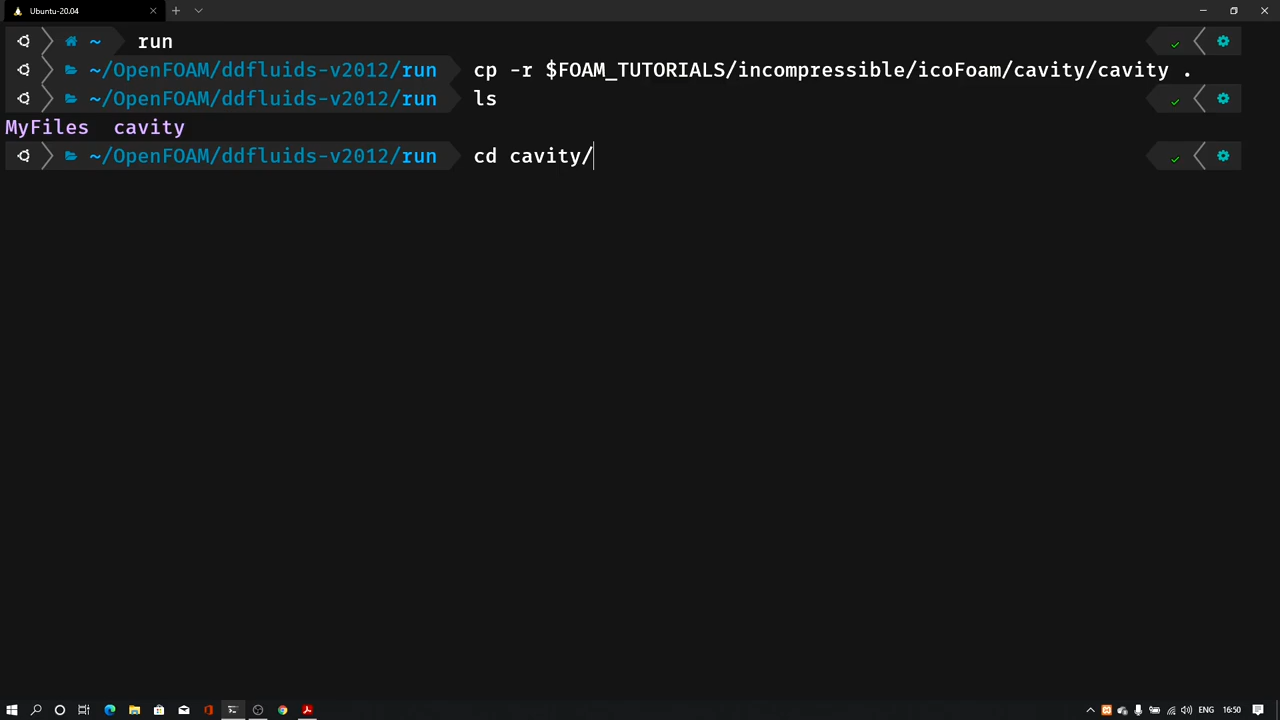 Ubuntu-20.04
~ run
~/OpenFOAM/ddfluids-v2012/run cp -r $FOAM_TUTORIALS/incompressible/icoFoam/cavity/cavity .
~/OpenFOAM/ddfluids-v2012/run ls
MyFiles cavity
~/OpenFOAM/ddfluids-v2012/run cd cavity/
ENG 16:50